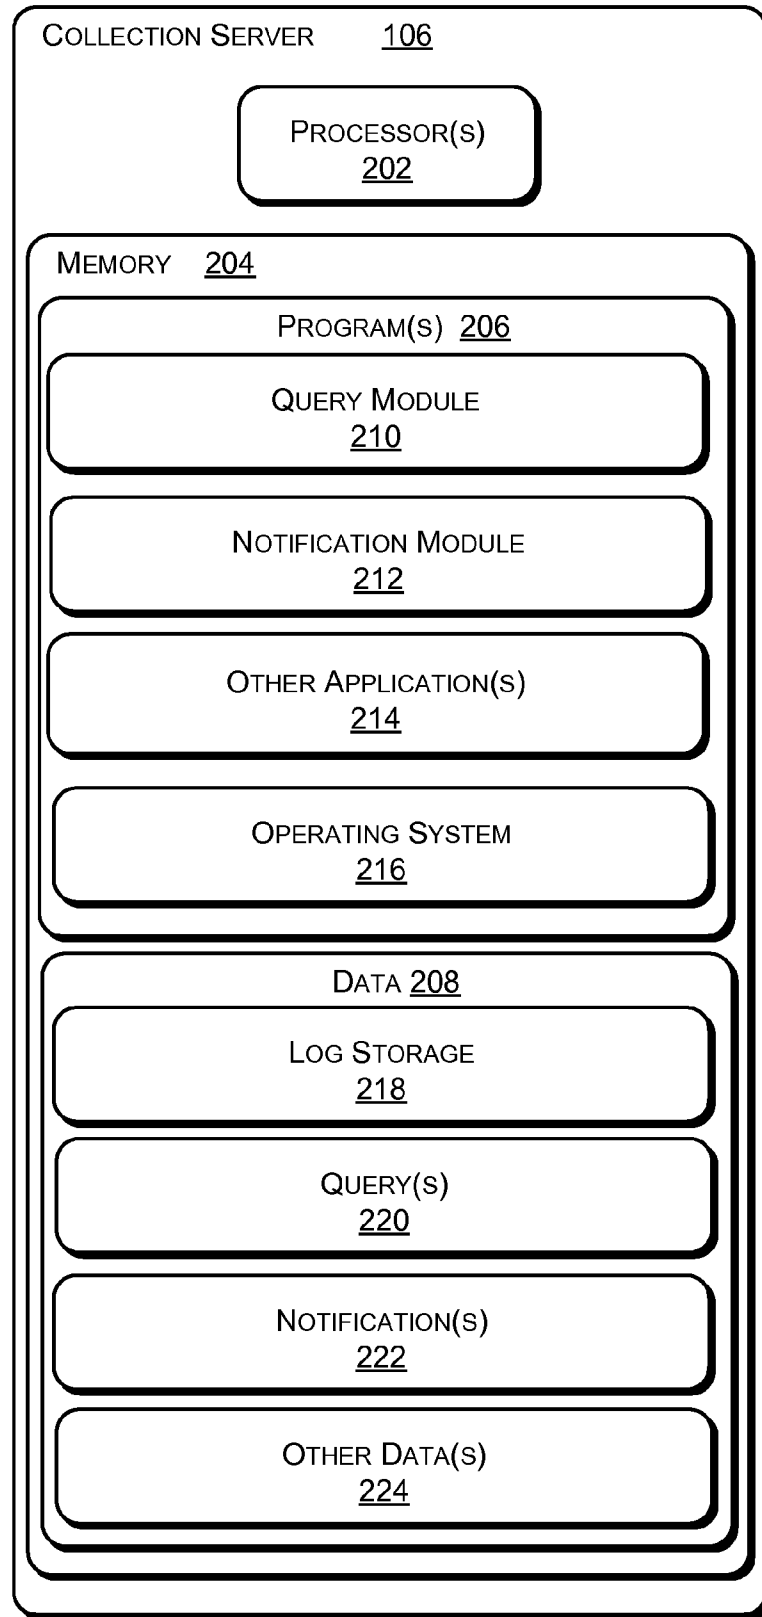 COLLECTION SERVER 106
PROCESSOR(S)
202
MEMORY 204
PROGRAM(S) 206
QUERY MODULE
210
NOTIFICATION MODULE
212
OTHER APPLICATION(S)
214
OPERATING SYSTEM
216
DATA 208
LOG STORAGE
218
QUERY(S)
220
NOTIFICATION(S)
222
OTHER DATA(S)
224